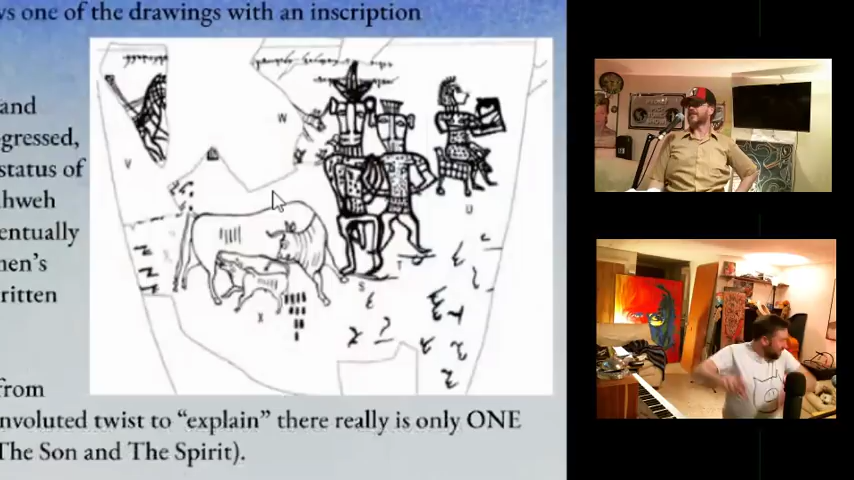 vs one of the drawings with an inscription
and
gressed,
status of
hweh
entually
nen's
ritten
V
W
U
T
S
X
from
nvoluted twist to “explain” there really is only ONE
The Son and The Spirit).